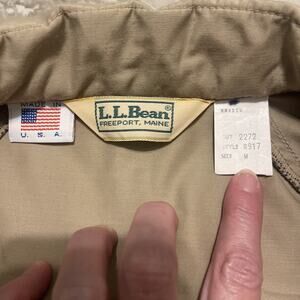 MADE IN
U. S. A.
L.L.Bean
®
FREEPORT, MAINE
CUT 2272
STYLE 8917
SIZE M